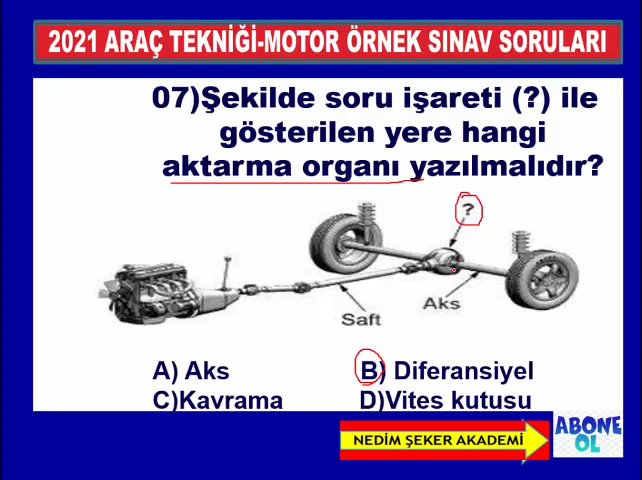 2021 ARAÇ TEKNİĞİ-MOTOR ÖRNEK SINAV SORULARI
07)Şekilde soru işareti (?) ile
gösterilen yere hangi
aktarma organı yazılmalıdır?
?
Aks
Saft
A) Aks
B) Diferansiyel
C)Kavrama
D)Vites kutusu
NEDİM ŞEKER AKADEMİ
ABONE
OL